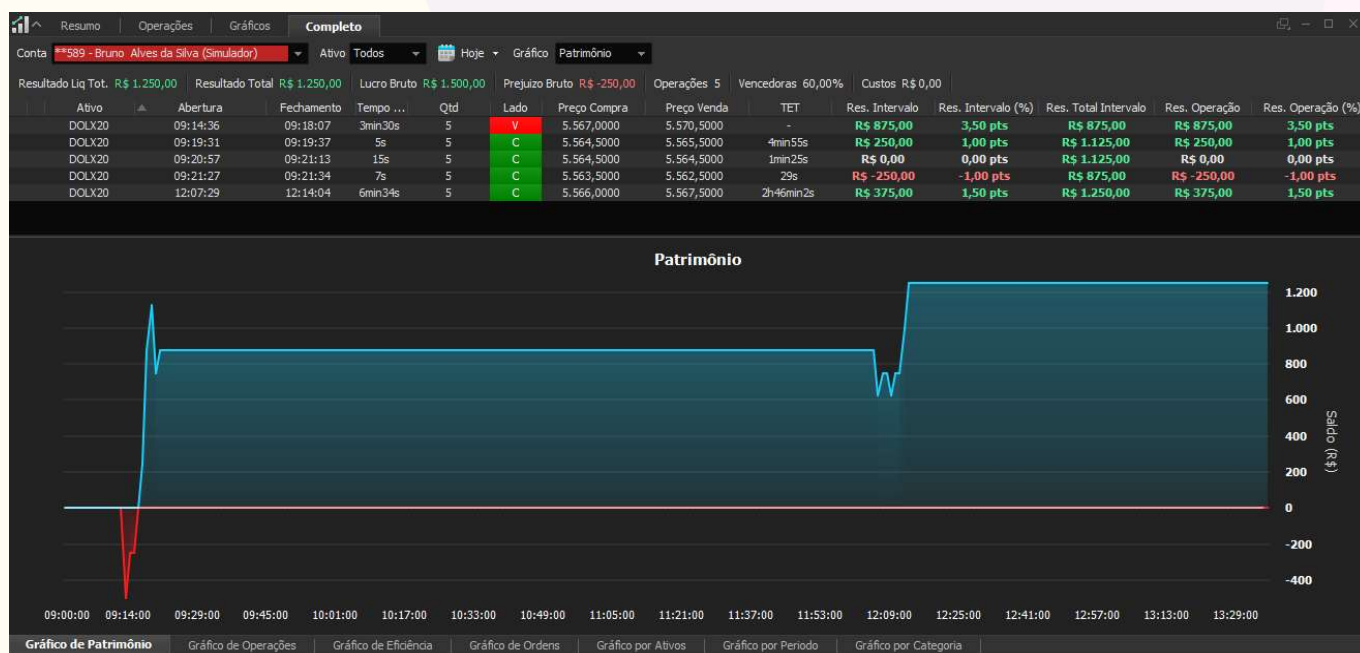 Resumo Operações Gráficos Completo
Conta **589 - Bruno Alves da Silva (Simulador) Ativo Todos Hoje Gráfico Patrimônio
Resultado Liq Tot. R$ 1.250,00 Resultado Total R$ 1.250,00 Lucro Bruto R$ 1.500,00 Prejuizo Bruto R$ -250,00 Operações 5 Vencedoras 60,00% Custos R$ 0,00
Ativo Abertura Fechamento Tempo ... Qtd Lado Preço Compra Preço Venda TET Res. Intervalo Res. Intervalo (%) Res. Total Intervalo Res. Operação Res. Operação (%)
DOLX20 09:14:36 09:18:07 3min30s 5 V 5.567,0000 5.570,5000 - R$ 875,00 3,50 pts R$ 875,00 R$ 875,00 3,50 pts
DOLX20 09:19:31 09:19:37 5s 5 C 5.564,5000 5.565,5000 4min55s R$ 250,00 1,00 pts R$ 1.125,00 R$ 250,00 1,00 pts
DOLX20 09:20:57 09:21:13 15s 5 C 5.564,5000 5.564,5000 1min25s R$ 0,00 0,00 pts R$ 1.125,00 R$ 0,00 0,00 pts
DOLX20 09:21:27 09:21:34 7s 5 C 5.563,5000 5.562,5000 29s R$ -250,00 -1,00 pts R$ 875,00 R$ -250,00 -1,00 pts
DOLX20 12:07:29 12:14:04 6min34s 5 C 5.566,0000 5.567,5000 2h46min2s R$ 375,00 1,50 pts R$ 1.250,00 R$ 375,00 1,50 pts
Patrimônio
1.200
1.000
800
600
400
200
0
-200
-400
Saldo (R$)
09:00:00 09:14:00 09:29:00 09:45:00 10:01:00 10:17:00 10:33:00 10:49:00 11:05:00 11:21:00 11:37:00 11:53:00 12:09:00 12:25:00 12:41:00 12:57:00 13:13:00 13:29:00
Gráfico de Patrimônio Gráfico de Operações Gráfico de Eficiência Gráfico de Ordens Gráfico por Ativos Gráfico por Periodo Gráfico por Categoria